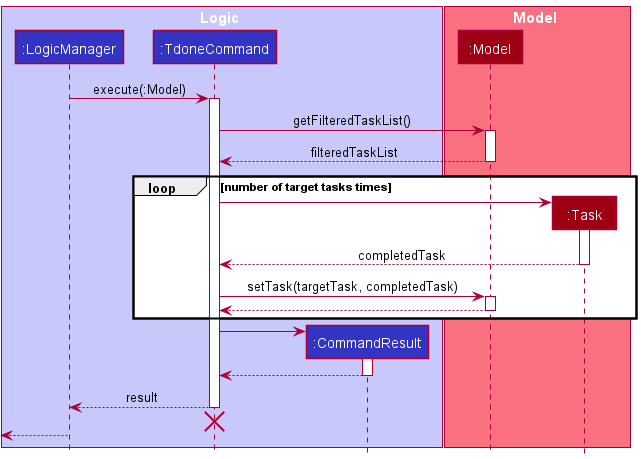 Logic
Model
:LogicManager
:TdoneCommand
:Model
execute(:Model)
getFilteredTaskList()
filteredTaskList
loop
[number of target tasks times]
:Task
completedTask
setTask(targetTask, completedTask)
:CommandResult
result